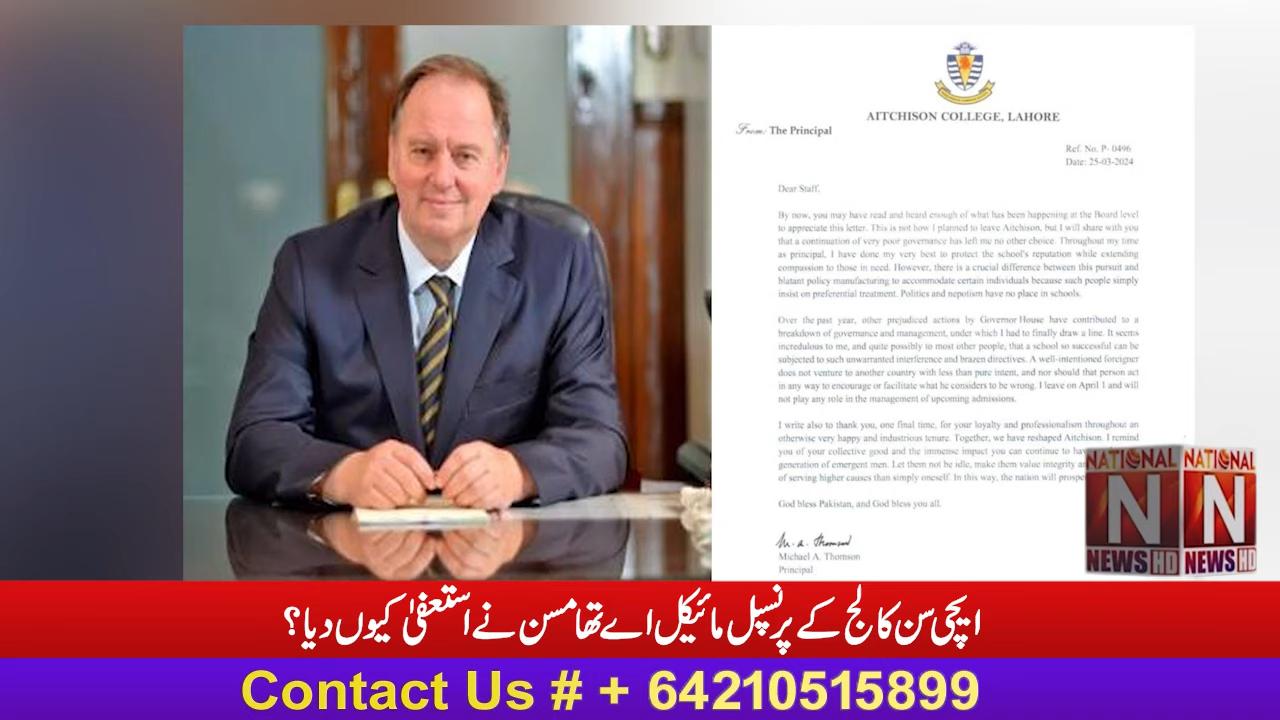 AITCHISON COLLEGE, LAHORE
From: The Principal
Ref. No. P- 0496
Date: 25-03-2024
Dear Staff,
By now, you may have read and heard enough of what has been happening at the Board level
to appreciate this letter. This is not how I planned to leave Aitchison, but I will share with you
that a continuation of very poor governance has left me no other choice. Throughout my time
as principal, I have done my very best to protect the school's reputation while extending
compassion to those in need. However, there is a crucial difference between this pursuit and
blatant policy manufacturing to accommodate certain individuals because such people simply
insist on preferential treatment. Politics and nepotism have no place in schools.
Over the past year, other prejudiced actions by Governor House have contributed to a
breakdown of governance and management, under which I had to finally draw a line. It seems
incredulous to me, and quite possibly to most other people, that a school so successful can be
subjected to such unwarranted interference and brazen directives. A well-intentioned foreigner
does not venture to another country with less than pure intent, and nor should that person act
in any way to encourage or facilitate what he considers to be wrong. I leave on April 1 and will
not play any role in the management of upcoming admissions.
I write also to thank you, one final time, for your loyalty and professionalism throughout an
otherwise very happy and industrious tenure. Together, we have reshaped Aitchison. I remind
you of your collective good and the immense impact you can continue to
generation of emergent men. Let them not be idle, make them value integrity
of serving higher causes than simply oneself. In this way, the nation will
God bless Pakistan, and God bless you all.
M. A. Thomson
Michael A. Thomson
Principal
NATIONAL NATIONAL
N N
NEWS HD NEWS HD
ایچی سن کالج کے پرنسپل مائیکل اے تھامسن نے استعفیٰ کیوں دیا؟
Contact Us # + 64210515899